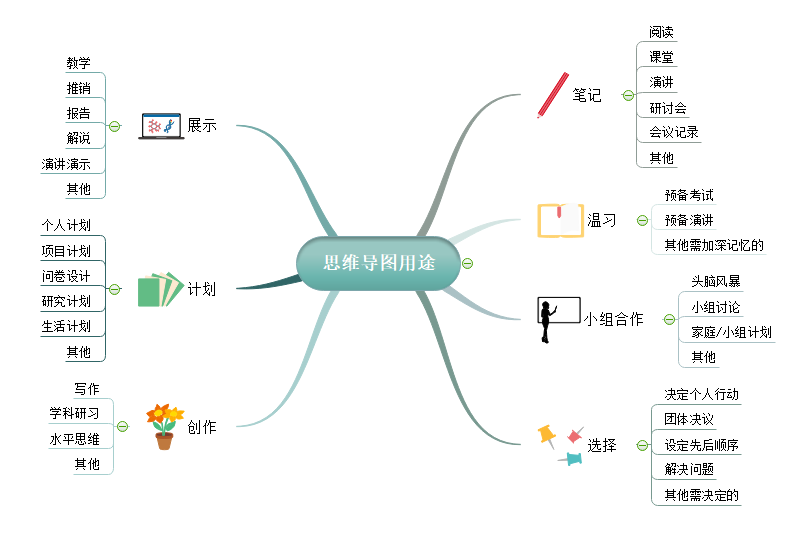 思维导图用途
笔记
阅读
课堂
演讲
研讨会
会议记录
其他
温习
预备考试
预备演讲
其他需加深记忆的
小组合作
头脑风暴
小组讨论
家庭/小组计划
其他
选择
决定个人行动
团体决议
设定先后顺序
解决问题
其他需决定的
展示
教学
推销
报告
解说
演讲演示
其他
计划
个人计划
项目计划
问卷设计
研究计划
生活计划
其他
创作
写作
学科研习
水平思维
其他